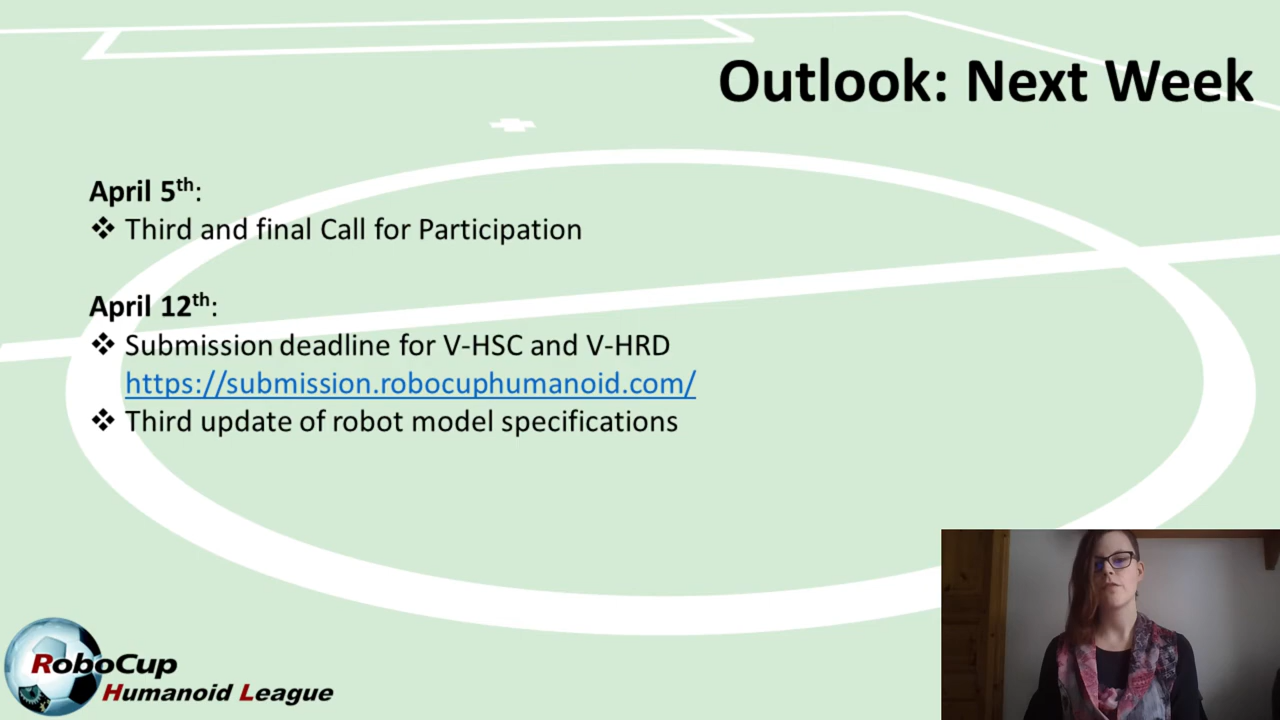 Outlook: Next Week
April 5th:
❖ Third and final Call for Participation
April 12th:
❖ Submission deadline for V-HSC and V-HRD
https://submission.robocuphumanoid.com/
❖ Third update of robot model specifications
RoboCup
Humanoid League